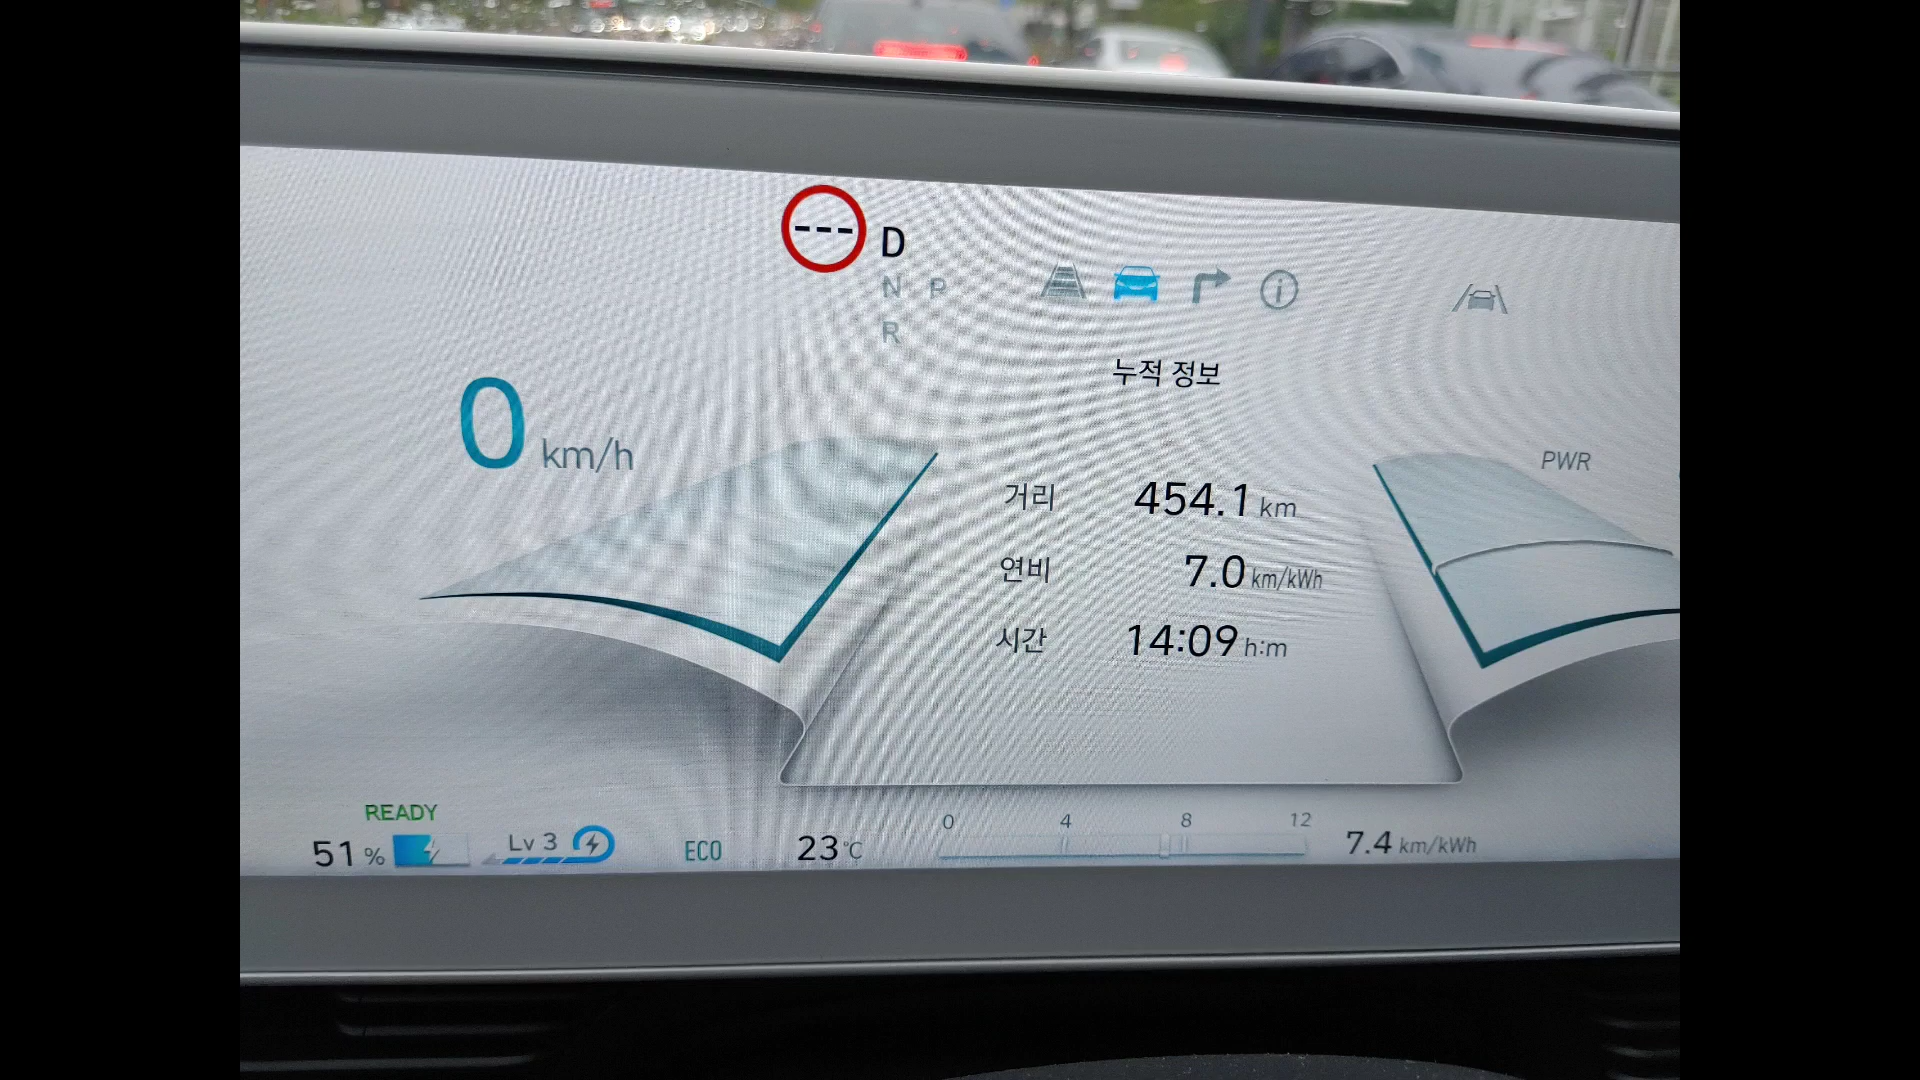 ---
D
N P
R
누적 정보
0 km/h
PWR
거리 454.1 km
연비 7.0 km/kWh
시간 14:09 h:m
READY
51 %
Lv 3
ECO
23 ℃
0 4 8 12
7.4 km/kWh